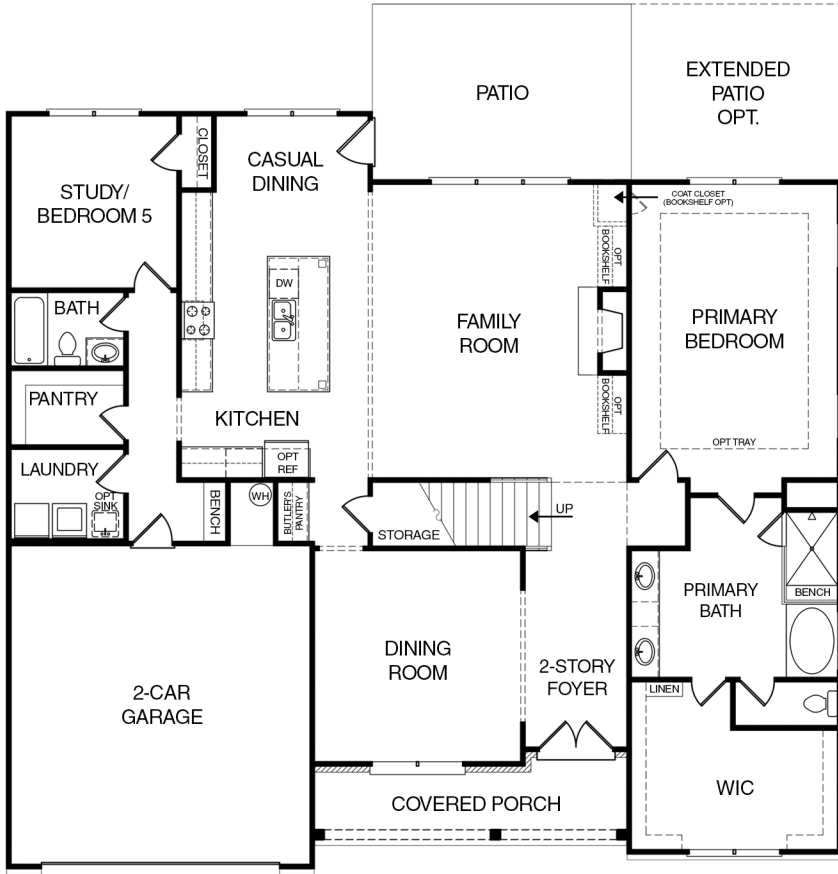 PATIO
EXTENDED
PATIO
OPT.
CLOSET
CASUAL
DINING
STUDY/
BEDROOM 5
COAT CLOSET
(BOOKSHELF OPT)
OPT
BOOKSHELF
DW
BATH
FAMILY
ROOM
PRIMARY
BEDROOM
PANTRY
KITCHEN
OPT
BOOKSHELF
OPT TRAY
LAUNDRY
OPT
SINK
BENCH
OPT
REF
WH
BUTLER'S
PANTRY
STORAGE
UP
PRIMARY
BATH
BENCH
DINING
ROOM
2-STORY
FOYER
LINEN
2-CAR
GARAGE
WIC
COVERED PORCH